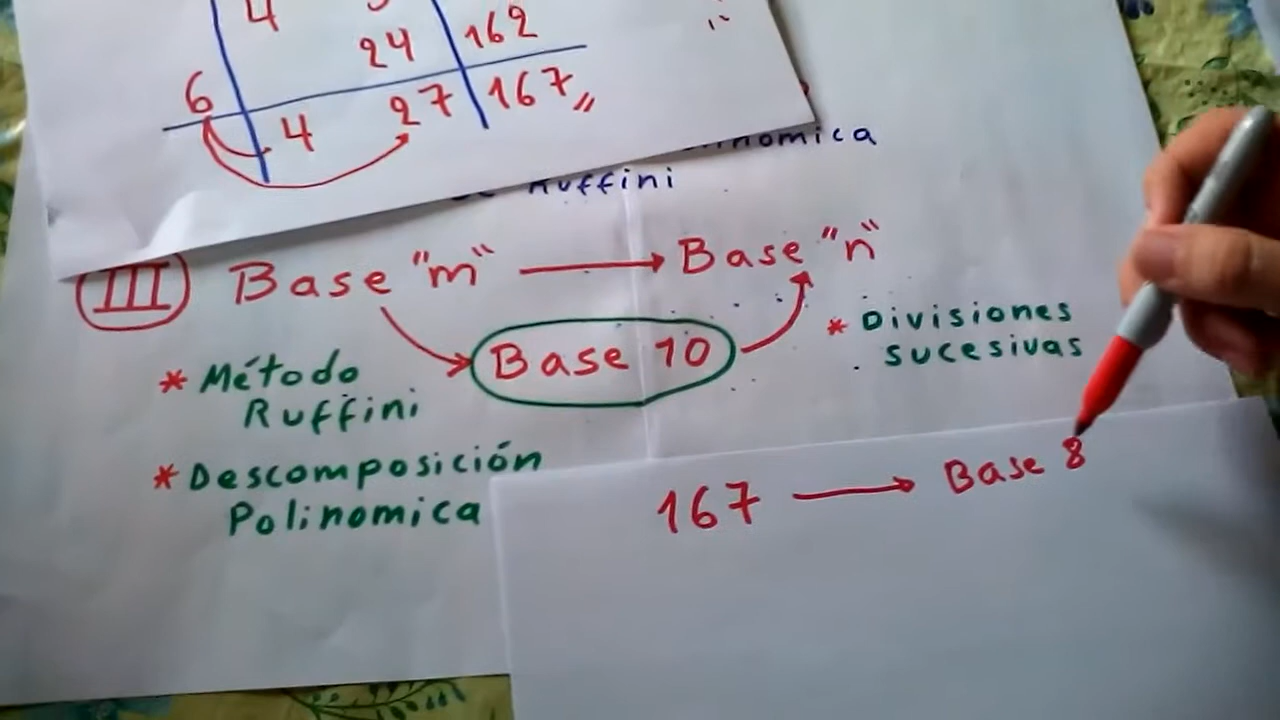 4
24 162
6 4 27 167
Ruffini
III Base "m" → Base "n"
Base 10
* Divisiones
sucesivas
* Método
Ruffini
* Descomposición
Polinomica
167 → Base 8